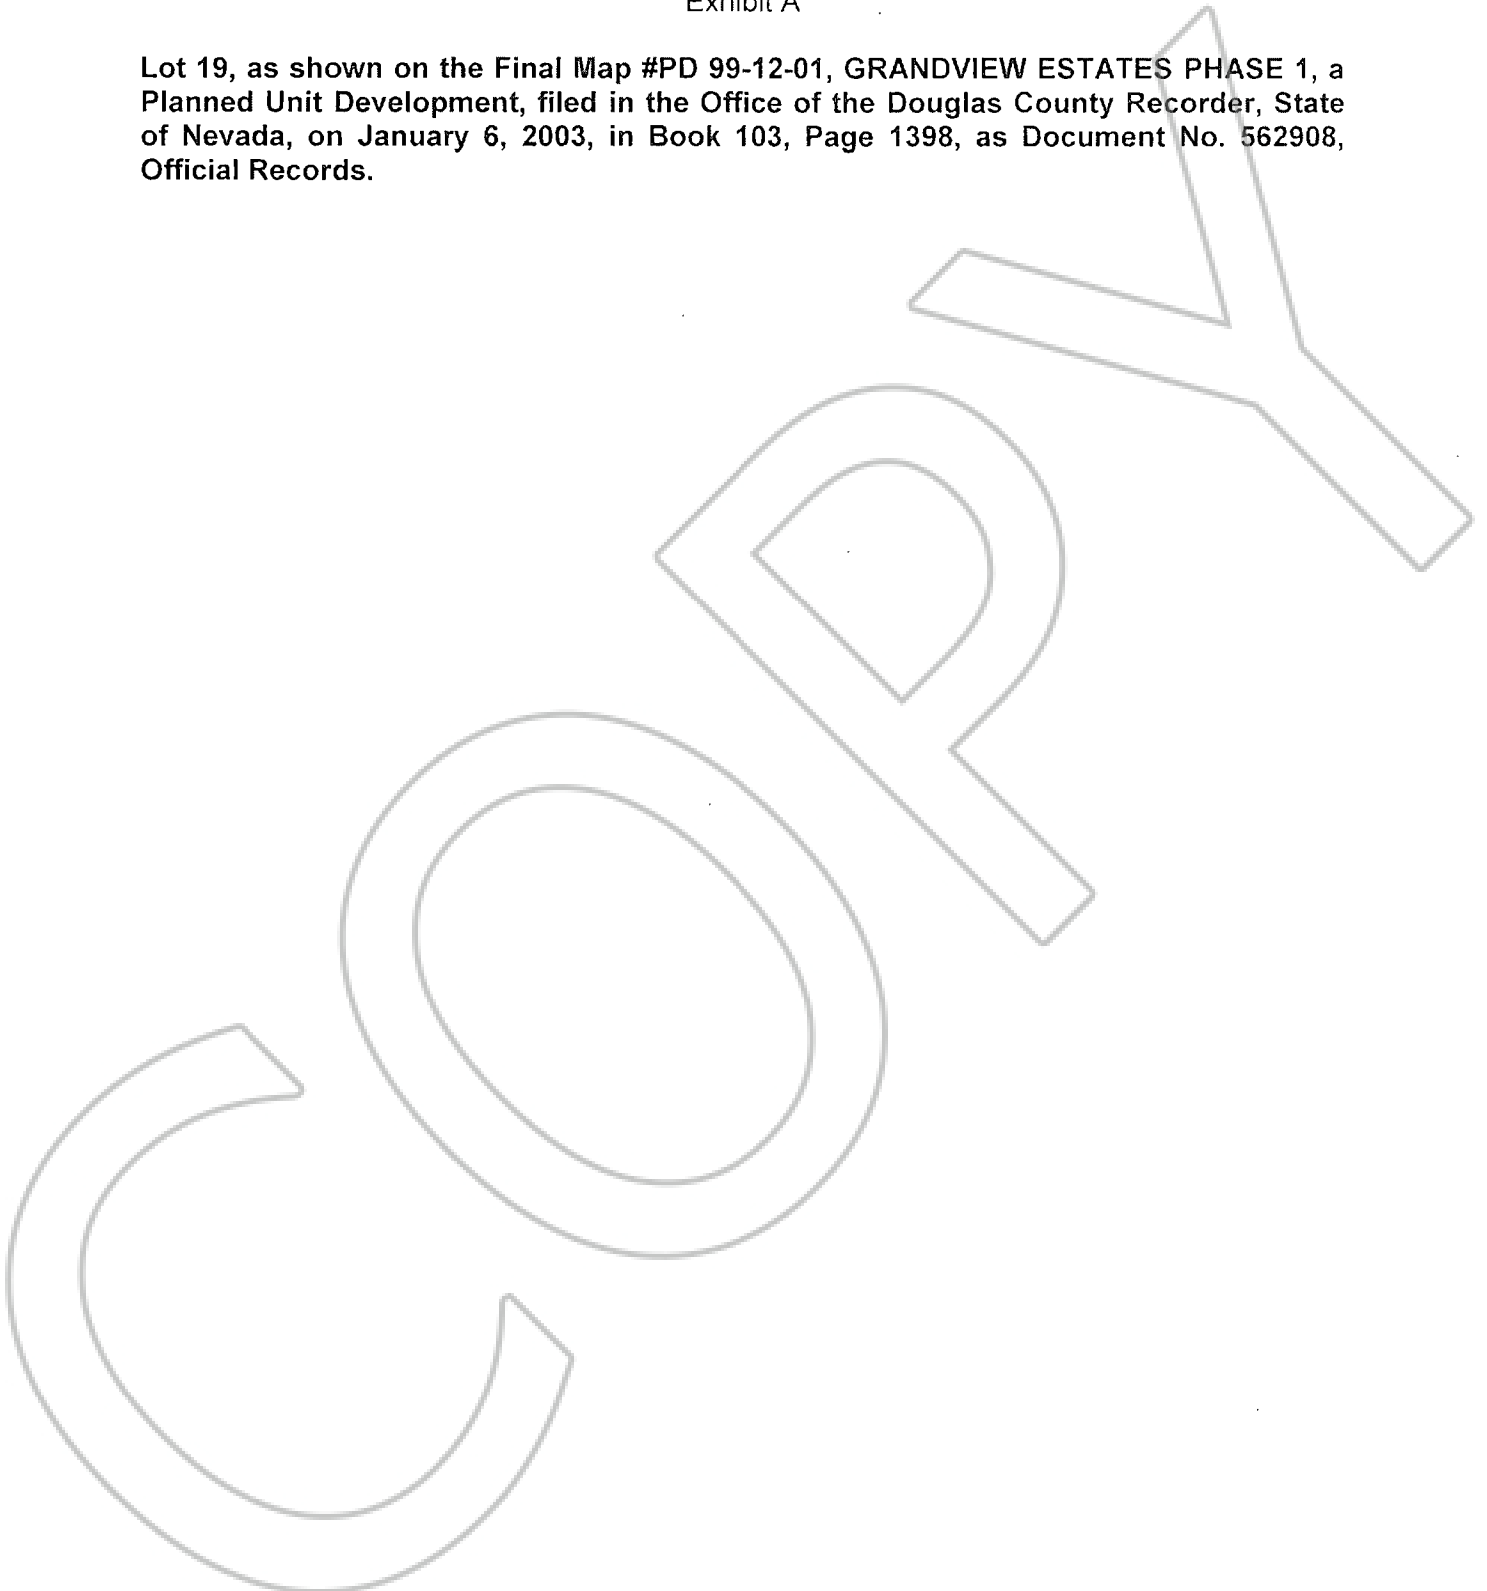 Exhibit A
Lot 19, as shown on the Final Map #PD 99-12-01, GRANDVIEW ESTATES PHASE 1, a
Planned Unit Development, filed in the Office of the Douglas County Recorder, State
of Nevada, on January 6, 2003, in Book 103, Page 1398, as Document No. 562908,
Official Records.
COPY